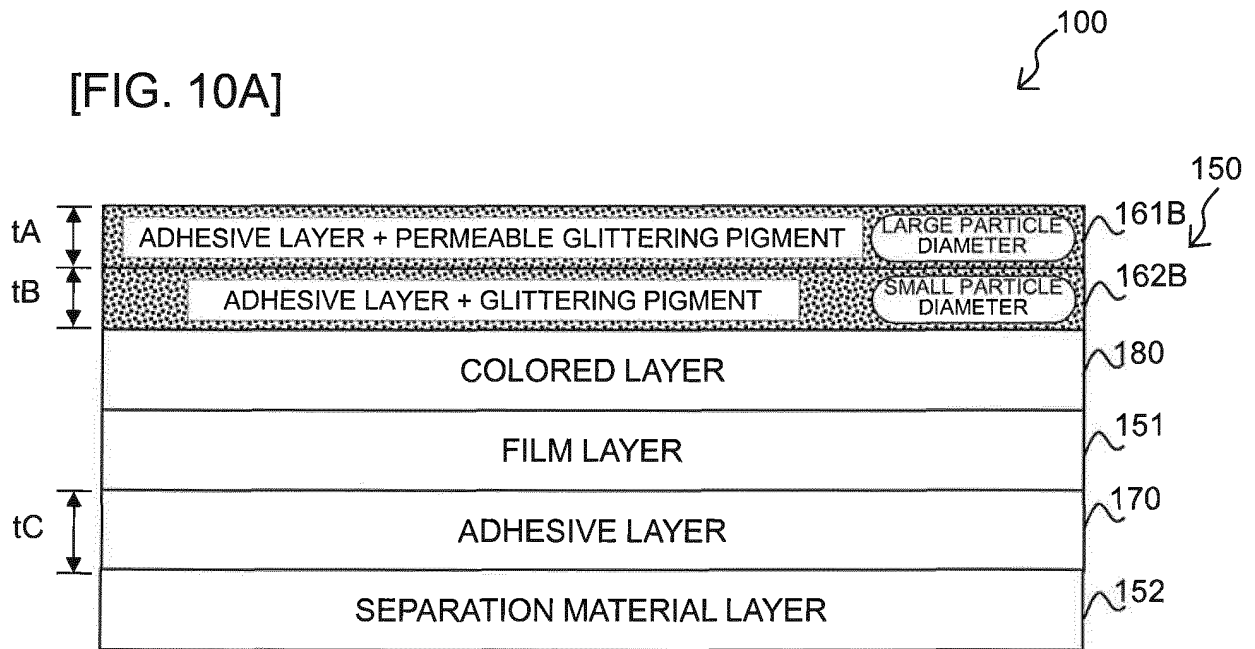 100
[FIG. 10A]
150
tA
ADHESIVE LAYER + PERMEABLE GLITTERING PIGMENT
LARGE PARTICLE
DIAMETER
161B
tB
ADHESIVE LAYER + GLITTERING PIGMENT
SMALL PARTICLE
DIAMETER
162B
COLORED LAYER
180
FILM LAYER
151
tC
ADHESIVE LAYER
170
SEPARATION MATERIAL LAYER
152